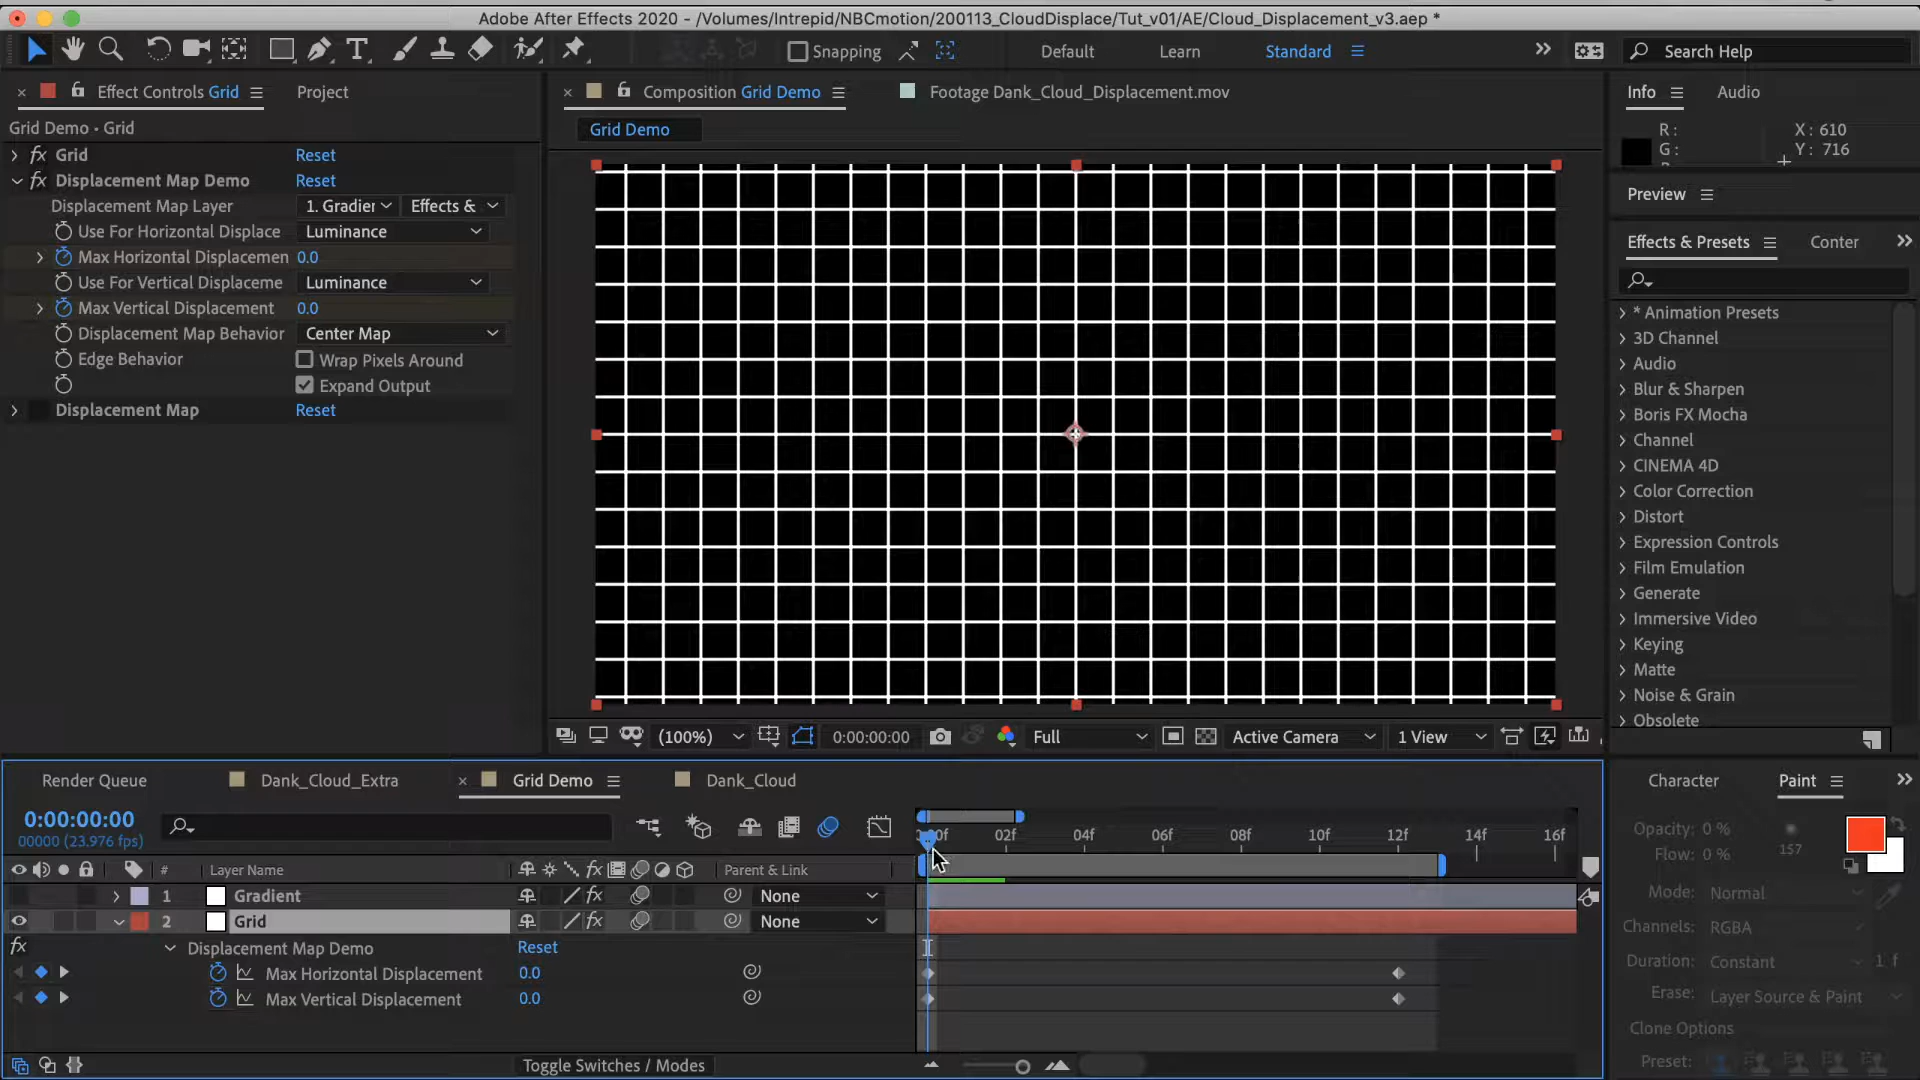 Adobe After Effects 2020 - /Volumes/Intrepid/NBCmotion/200113_CloudDisplace/Tut_v01/AE/Cloud_Displacement_v3.aep *
Snapping
Default
Learn
Standard
Search Help
Effect Controls Grid
Project
Composition Grid Demo
Footage Dank_Cloud_Displacement.mov
Info
Audio
Grid Demo • Grid
Grid Demo
R :
X : 610
G :
Y : 716
fx Grid Reset
fx Displacement Map Demo Reset
Displacement Map Layer 1. Gradier Effects &
Use For Horizontal Displace Luminance
Max Horizontal Displacemen 0.0
Use For Vertical Displaceme Luminance
Max Vertical Displacement 0.0
Displacement Map Behavior Center Map
Edge Behavior Wrap Pixels Around
Expand Output
Displacement Map Reset
Preview
Effects & Presets
Conter
* Animation Presets
3D Channel
Audio
Blur & Sharpen
Boris FX Mocha
Channel
CINEMA 4D
Color Correction
Distort
Expression Controls
Film Emulation
Generate
Immersive Video
Keying
Matte
Noise & Grain
Obsolete
(100%)
0:00:00:00
Full
Active Camera
1 View
Render Queue
Dank_Cloud_Extra
Grid Demo
Dank_Cloud
Character
Paint
0:00:00:00
00000 (23.976 fps)
02f 04f 06f 08f 10f 12f 14f 16f
# Layer Name
fx
Parent & Link
1 Gradient fx None
2 Grid fx None
fx Displacement Map Demo Reset
Max Horizontal Displacement 0.0
Max Vertical Displacement 0.0
Toggle Switches / Modes
Opacity: 0 %
Flow: 0 %
157
Mode: Normal
Channels: RGBA
Duration: Constant 1 f
Erase: Layer Source & Paint
Clone Options
Preset: